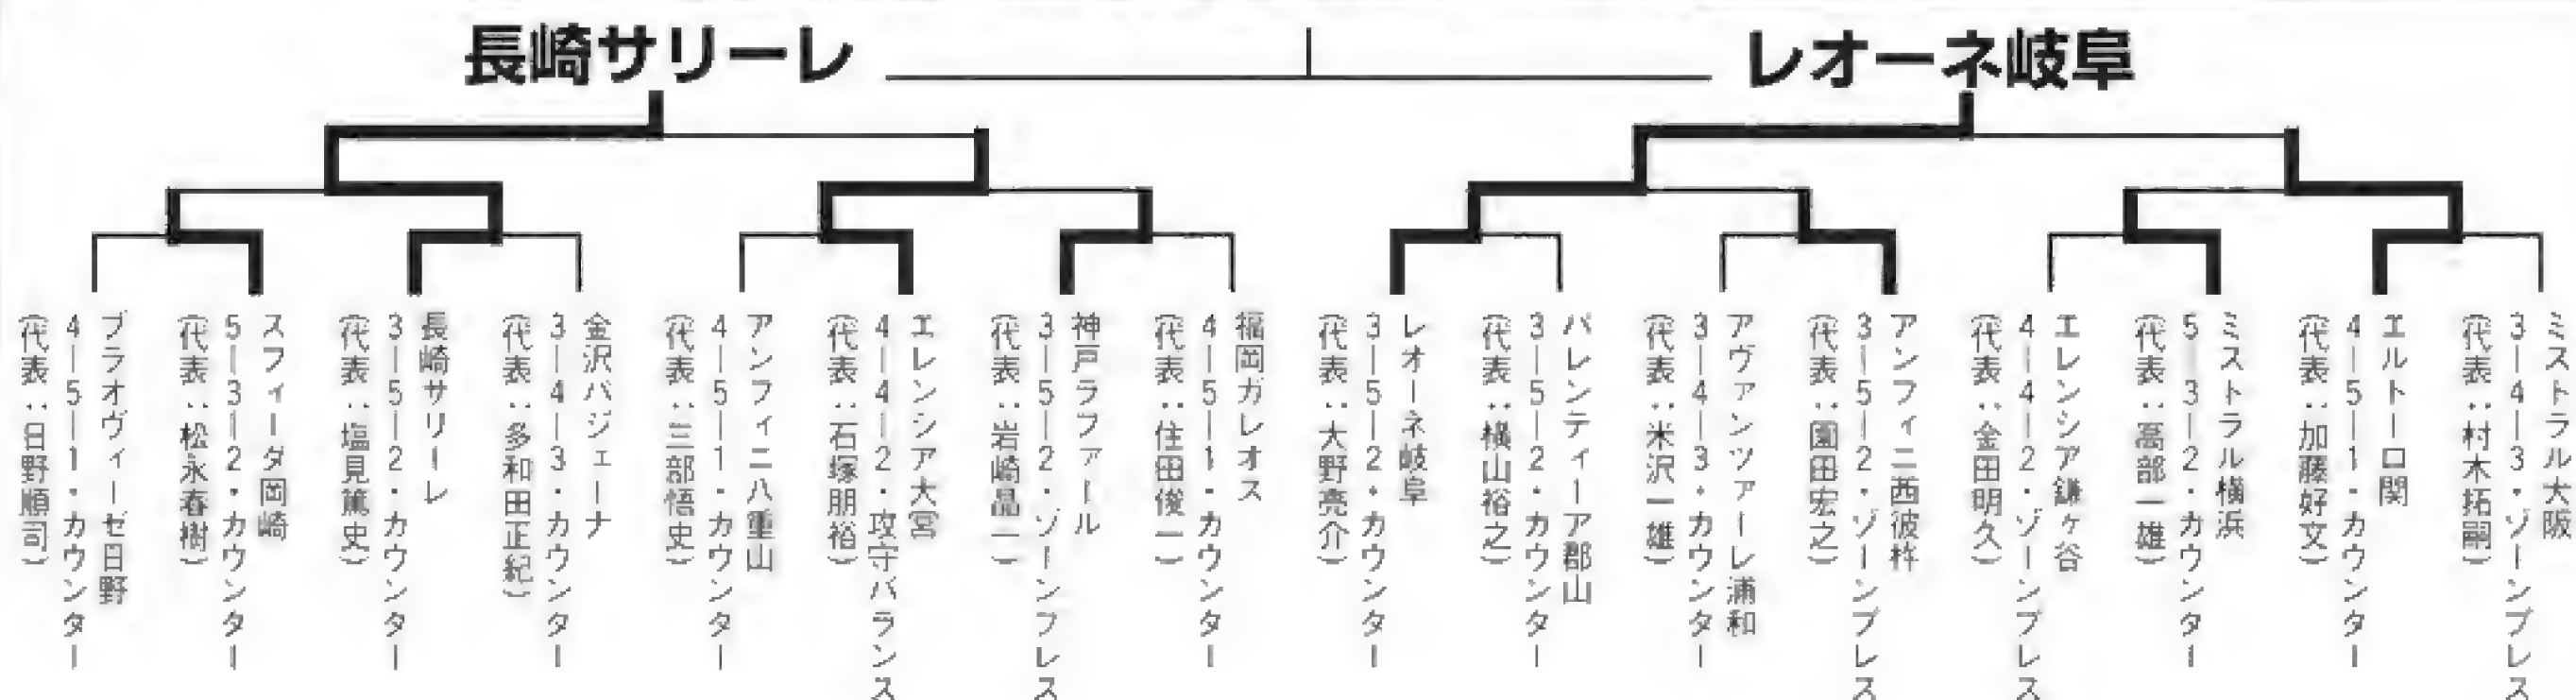 長崎サリーレ
レオーネ岐阜
ブラオヴィーゼ日野
4−5−1・カウンター
(代表:日野順司)
スフィーダ岡崎
5−3−2・カウンター
(代表:松永春樹)
長崎サリーレ
3−5−2・カウンター
(代表:塩見篤史)
金沢バジェーナ
3−4−3・カウンター
(代表:多和田正紀)
アンフィニ八重山
4−5−1・カウンター
(代表:三部悟史)
エレンシア大宮
4−4−2・攻守バランス
(代表:石塚朋裕)
神戸ラファール
3−5−2・ゾーンプレス
(代表:岩崎晶二)
福岡ガレオス
4−5−1・カウンター
(代表:住田俊一)
レオーネ岐阜
3−5−2・カウンター
(代表:大野亮介)
バレンティーア郡山
3−5−2・カウンター
(代表:横山裕之)
アヴァンツァーレ浦和
3−4−3・カウンター
(代表:米沢一雄)
アンフィニ西彼杵
3−5−2・ゾーンプレス
(代表:園田宏之)
エレンシア鎌ヶ谷
4−4−2・ゾーンプレス
(代表:金田明久)
ミストラル横浜
5−3−2・カウンター
(代表:高部一雄)
エルトーロ関
4−5−1・カウンター
(代表:加藤好文)
ミストラル大阪
3−4−3・ゾーンプレス
(代表:村木拓嗣)